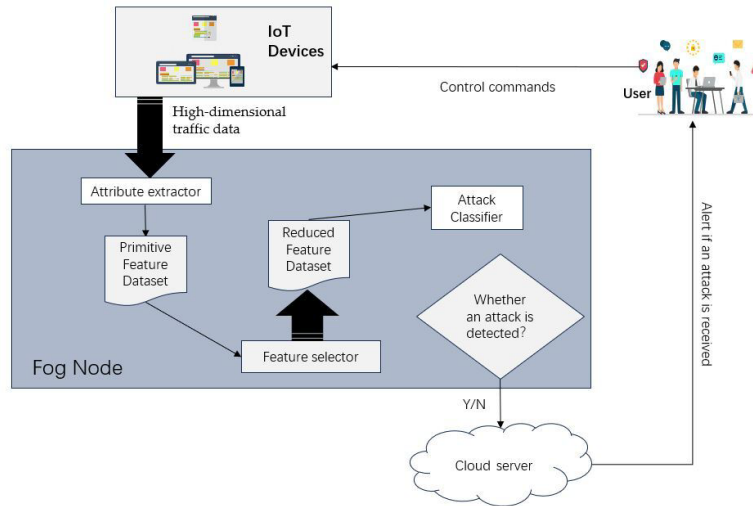 IoT
Devices
Control commands
User
High-dimensional
traffic data
Attribute extractor
Primitive
Feature
Dataset
Reduced
Feature
Dataset
Attack
Classifier
Feature selector
Whether
an attack is
detected?
Fog Node
Y/N
Cloud server
Alert if an attack is
received